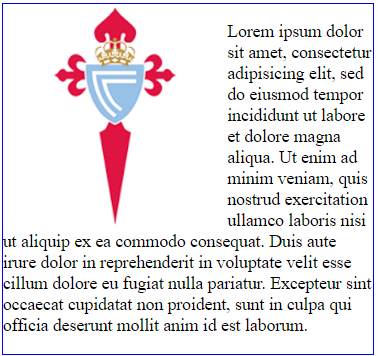 Lorem ipsum dolor
sit amet, consectetur
adipisicing elit, sed
do eiusmod tempor
incididunt ut labore
et dolore magna
aliqua. Ut enim ad
minim veniam, quis
nostrud exercitation
ullamco laboris nisi
ut aliquip ex ea commodo consequat. Duis aute
irure dolor in reprehenderit in voluptate velit esse
cillum dolore eu fugiat nulla pariatur. Excepteur sint
occaecat cupidatat non proident, sunt in culpa qui
officia deserunt mollit anim id est laborum.